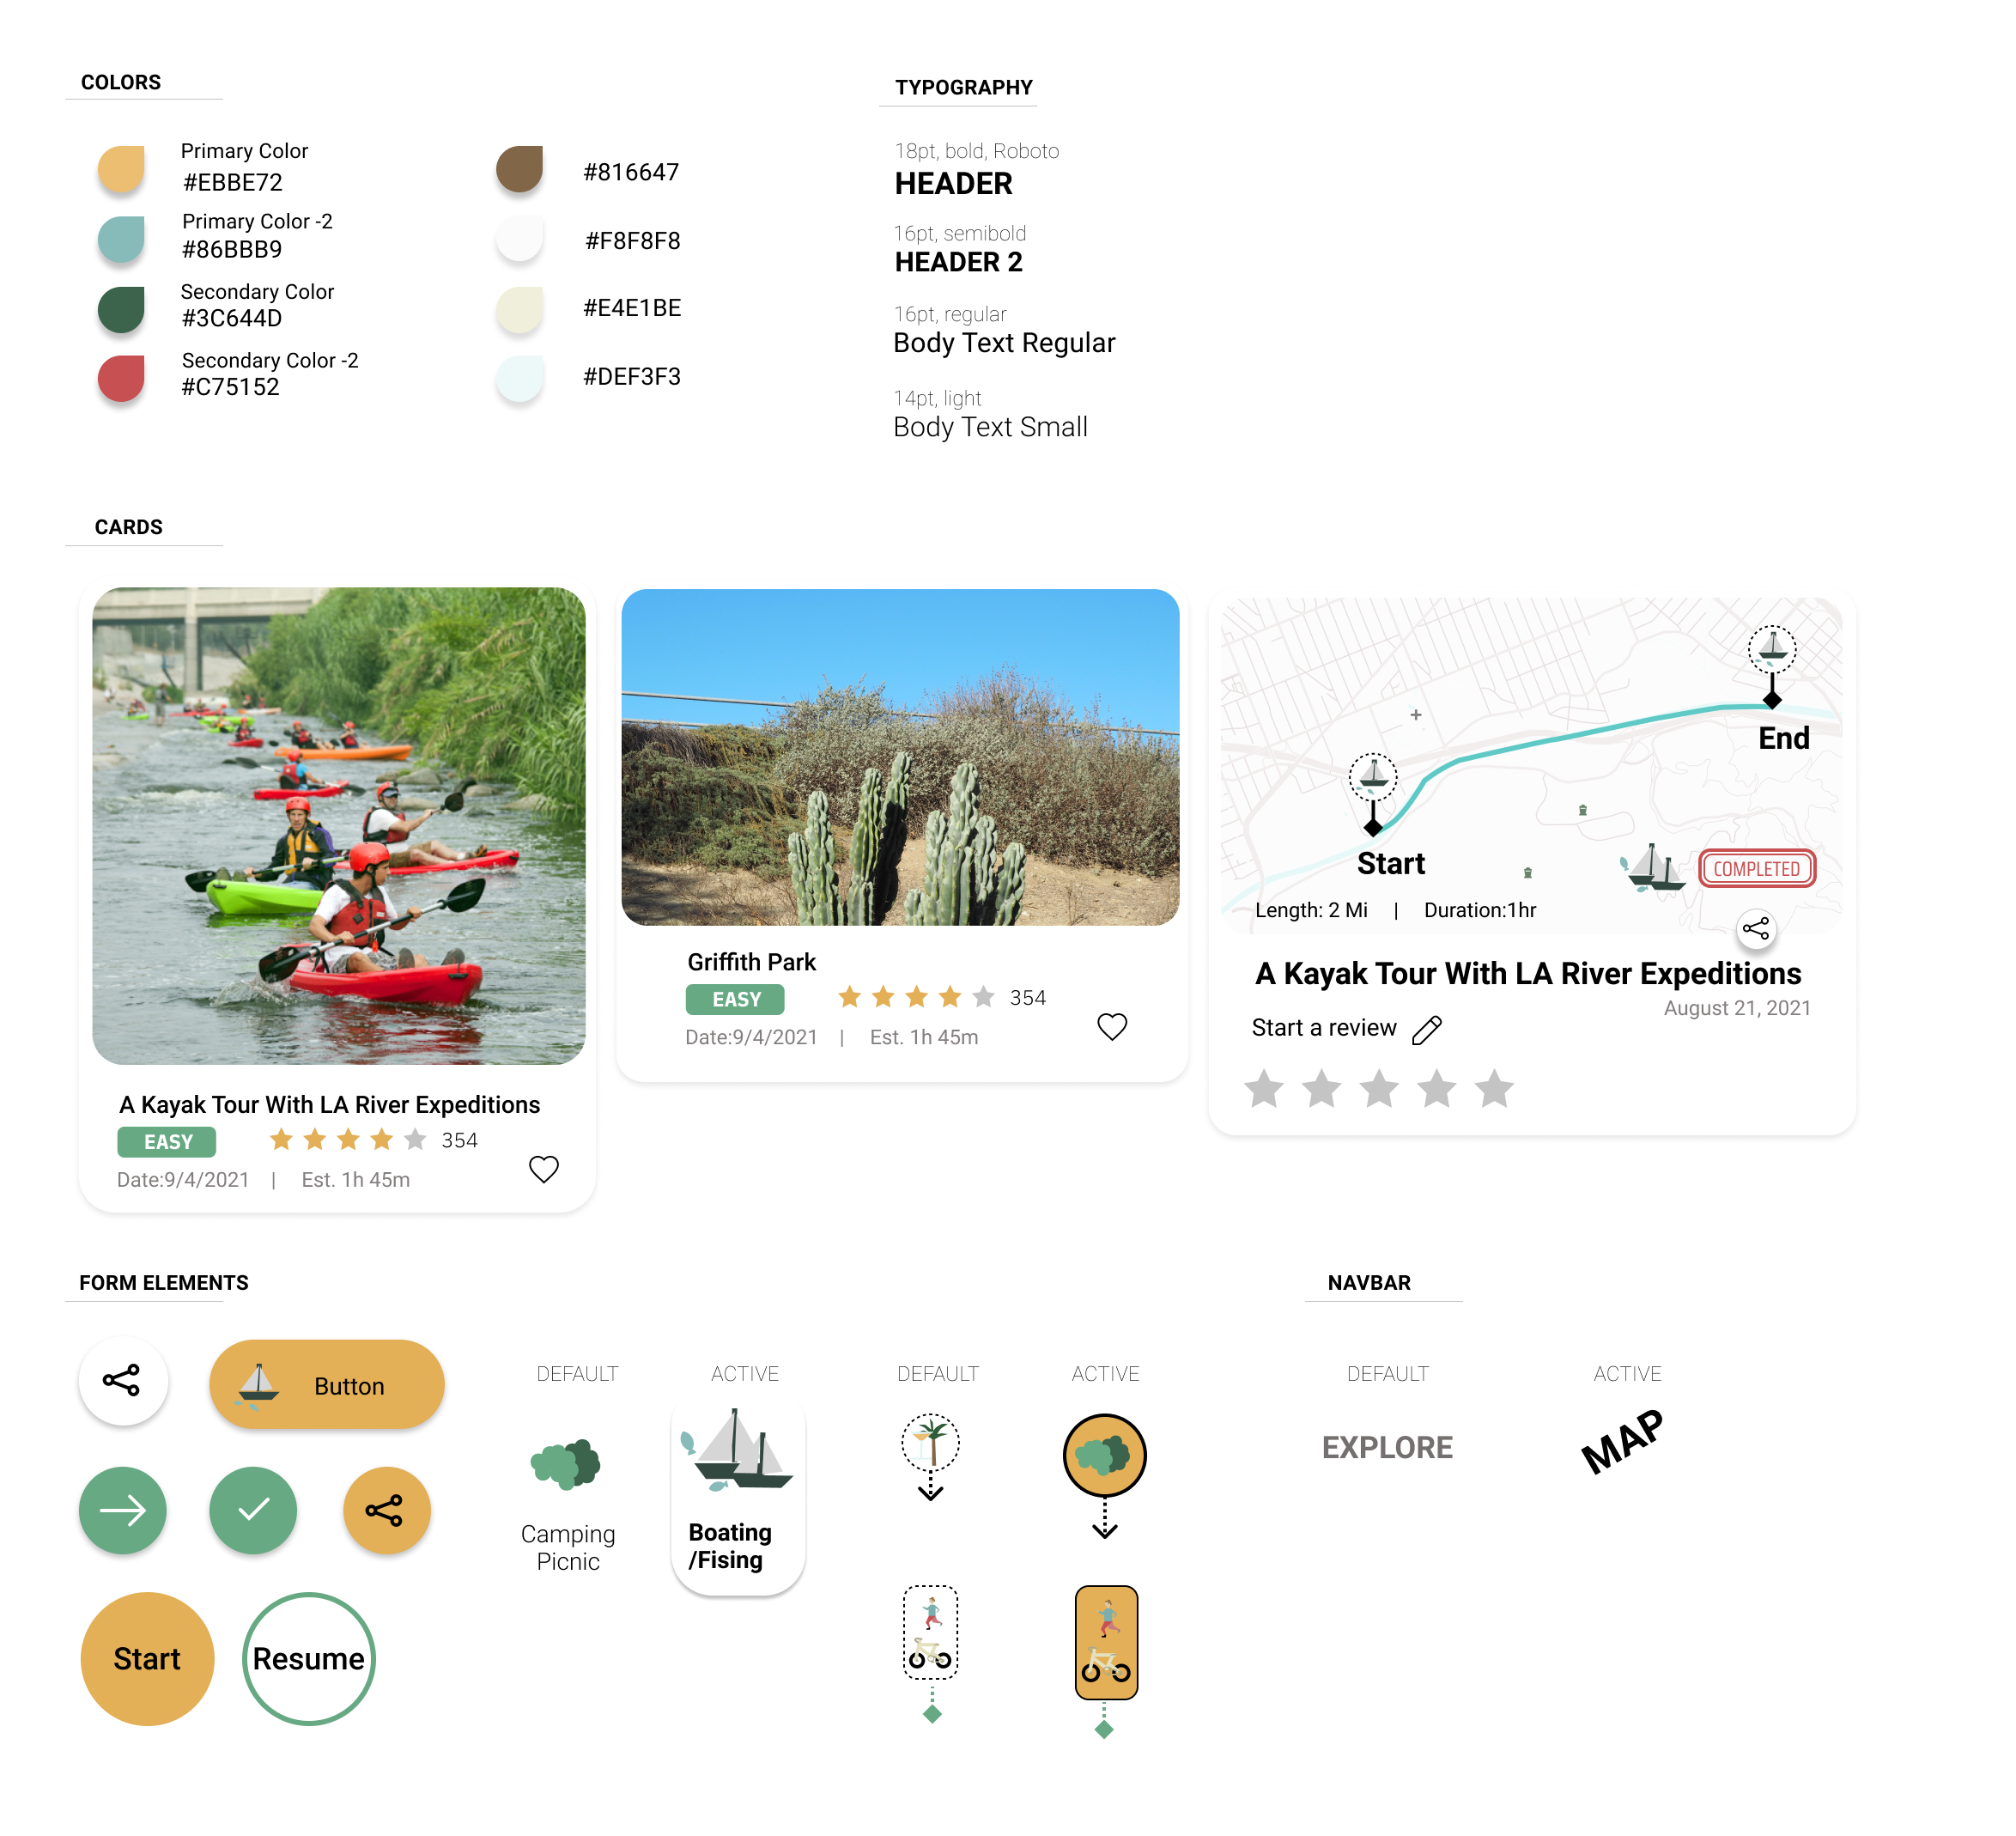 COLORS
Primary Color
#EBBE72
Primary Color -2
#86BBB9
Secondary Color
#3C644D
Secondary Color -2
#C75152
#816647
#F8F8F8
#E4E1BE
#DEF3F3
TYPOGRAPHY
18pt, bold, Roboto
HEADER
16pt, semibold
HEADER 2
16pt, regular
Body Text Regular
14pt, light
Body Text Small
CARDS
A Kayak Tour With LA River Expeditions
EASY
354
Date:9/4/2021 | Est. 1h 45m
Griffith Park
EASY
354
Date:9/4/2021 | Est. 1h 45m
End
Start
COMPLETED
Length: 2 Mi | Duration:1hr
A Kayak Tour With LA River Expeditions
August 21, 2021
Start a review
FORM ELEMENTS
Button
Start
Resume
DEFAULT
ACTIVE
Camping
Picnic
Boating
/Fising
DEFAULT
ACTIVE
NAVBAR
DEFAULT
ACTIVE
EXPLORE
MAP